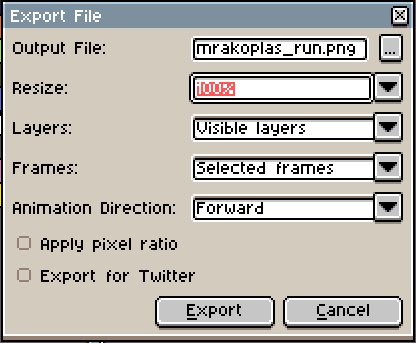 Export File
Output File: mrakoplas_run.png ...
Resize: 100%
Layers: Visible layers
Frames: Selected frames
Animation Direction: Forward
Apply pixel ratio
Export for Twitter
Export Cancel